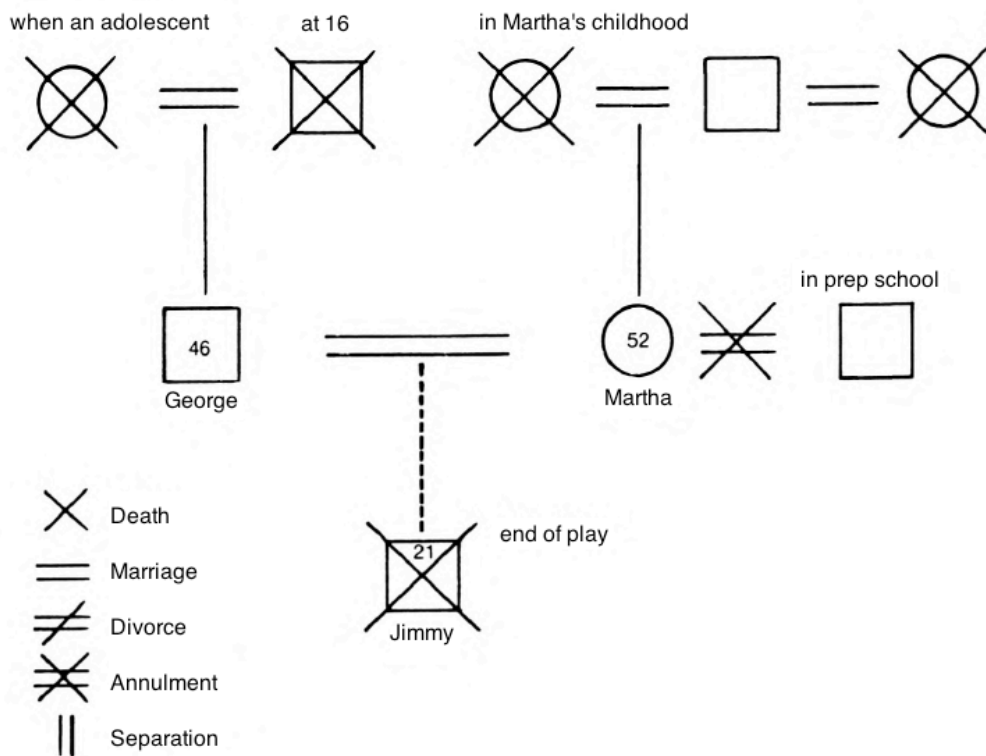 when an adolescent
at 16
in Martha's childhood
in prep school
46
George
52
Martha
21
end of play
Jimmy
Death
Marriage
Divorce
Annulment
Separation